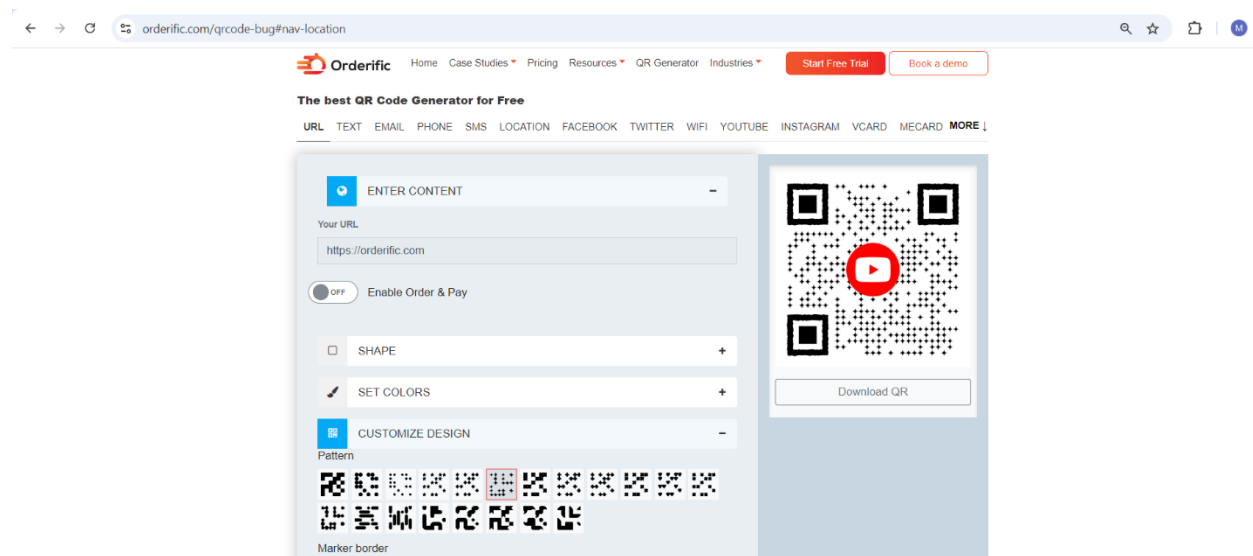 orderific.com/qrcode-bug#nav-location
M
Orderific Home Case Studies Pricing Resources QR Generator Industries Start Free Trial Book a demo
The best QR Code Generator for Free
URL TEXT EMAIL PHONE SMS LOCATION FACEBOOK TWITTER WIFI YOUTUBE INSTAGRAM VCARD MECARD MORE↓
ENTER CONTENT −
Your URL
https://orderific.com
OFF Enable Order & Pay
SHAPE +
SET COLORS +
Download QR
CUSTOMIZE DESIGN −
Pattern
Marker border